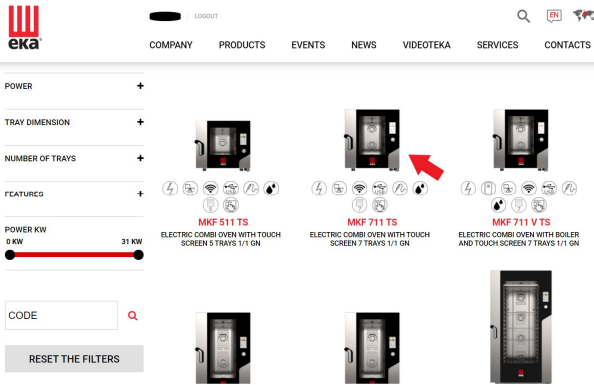 eka
LOGOUT
EN
COMPANY PRODUCTS EVENTS NEWS VIDEOTEKA SERVICES CONTACTS
POWER +
TRAY DIMENSION +
NUMBER OF TRAYS +
FEATURES +
POWER KW
0 KW 31 KW
CODE
RESET THE FILTERS
MKF 511 TS
ELECTRIC COMBI OVEN WITH TOUCH
SCREEN 5 TRAYS 1/1 GN
MKF 711 TS
ELECTRIC COMBI OVEN WITH TOUCH
SCREEN 7 TRAYS 1/1 GN
MKF 711 V TS
ELECTRIC COMBI OVEN WITH BOILER
AND TOUCH SCREEN 7 TRAYS 1/1 GN